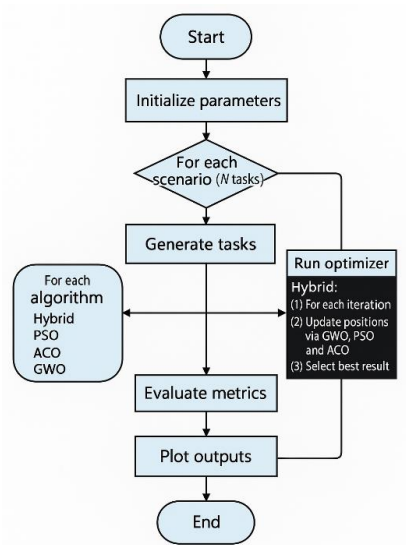 Start
Initialize parameters
For each
scenario (N tasks)
Generate tasks
For each
algorithm
Hybrid
PSO
ACO
GWO
Run optimizer
Hybrid:
(1) For each iteration
(2) Update positions
via GWO, PSO
and ACO
(3) Select best result
Evaluate metrics
Plot outputs
End